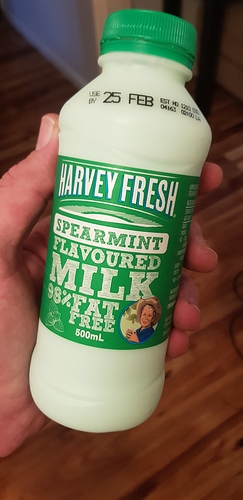 USE
BY 25 FEB
HARVEY FRESH
SPEARMINT
FLAVOURED
MILK
98% FAT
FREE
500mL